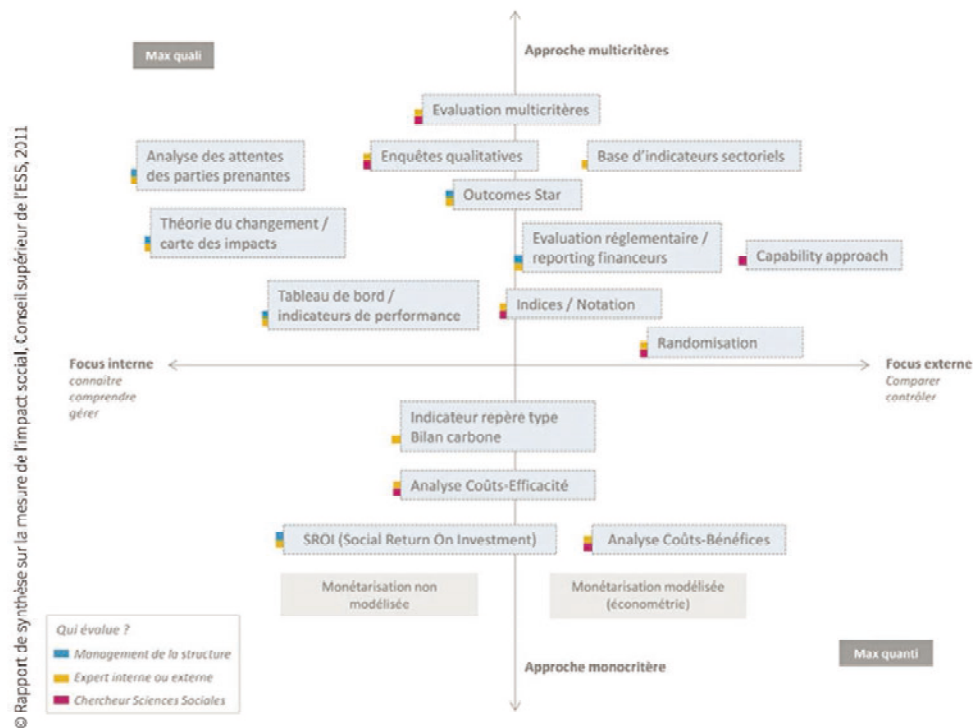 Max quali
Approche multicritères
Evaluation multicritères
Analyse des attentes
des parties prenantes
Enquêtes qualitatives
Base d'indicateurs sectoriels
Outcomes Star
Théorie du changement /
carte des impacts
Evaluation réglementaire /
reporting financeurs
Capability approach
Tableau de bord /
indicateurs de performance
Indices / Notation
Randomisation
Focus interne
connaitre
comprendre
gérer
Focus externe
Comparer
contrôler
Indicateur repère type
Bilan carbone
Analyse Coûts-Efficacité
SROI (Social Return On Investment)
Analyse Coûts-Bénéfices
Monétarisation non
modélisée
Monétarisation modélisée
(économétrie)
Qui évalue ?
Management de la structure
Expert interne ou externe
Chercheur Sciences Sociales
Approche monocritère
Max quanti
© Rapport de synthèse sur la mesure de l'impact social, Conseil supérieur de l'ESS, 2011